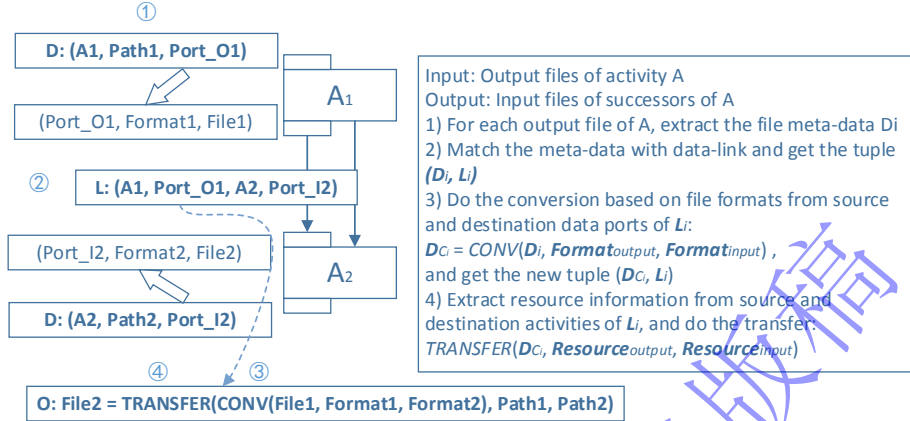 ①
D: (A1, Path1, Port_O1)
(Port_O1, Format1, File1)
A1
②
L: (A1, Port_O1, A2, Port_I2)
(Port_I2, Format2, File2)
A2
D: (A2, Path2, Port_I2)
④ ③
O: File2 = TRANSFER(CONV(File1, Format1, Format2), Path1, Path2)
Input: Output files of activity A
Output: Input files of successors of A
1) For each output file of A, extract the file meta-data Di
2) Match the meta-data with data-link and get the tuple
(Di, Li)
3) Do the conversion based on file formats from source
and destination data ports of Li:
DCi = CONV(Di, Formatoutput, Formatinput) ,
and get the new tuple (DCi, Li)
4) Extract resource information from source and
destination activities of Li, and do the transfer:
TRANSFER(DCi, Resourceoutput, Resourceinput)
版稿